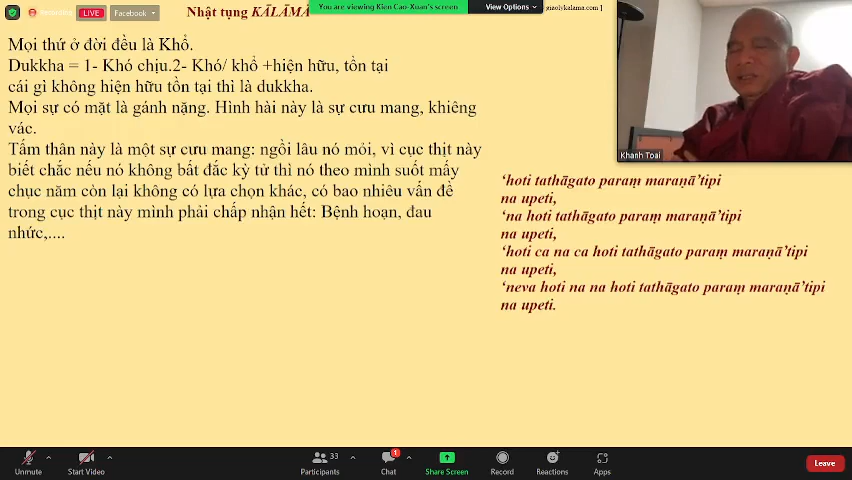 LIVE
Facebook
Nhật tụng KĀLĀMA
You are viewing Kien Cao-Xuan's screen
View Options
giaolykalama.com ]
Mọi thứ ở đời đều là Khổ.
Dukkha = 1- Khó chịu.2- Khó/ khổ +hiện hữu, tồn tại
cái gì không hiện hữu tồn tại thì là dukkha.
Mọi sự có mặt là gánh nặng. Hình hài này là sự cưu mang, khiêng
vác.
Tấm thân này là một sự cưu mang: ngồi lâu nó mỏi, vì cục thịt này
biết chắc nếu nó không bất đắc kỳ tử thì nó theo mình suốt mấy
chục năm còn lại không có lựa chọn khác, có bao nhiêu vấn đề
trong cục thịt này mình phải chấp nhận hết: Bệnh hoạn, đau
nhức,....
Khanh Toai
‘hoti tathāgato paraṃ maraṇā’tipi
na upeti,
‘na hoti tathāgato paraṃ maraṇā’tipi
na upeti,
‘hoti ca na ca hoti tathāgato paraṃ maraṇā’tipi
na upeti,
‘neva hoti na na hoti tathāgato paraṃ maraṇā’tipi
na upeti.
Unmute
Start Video
33
Participants
1
Chat
Share Screen
Record
Reactions
Apps
Leave